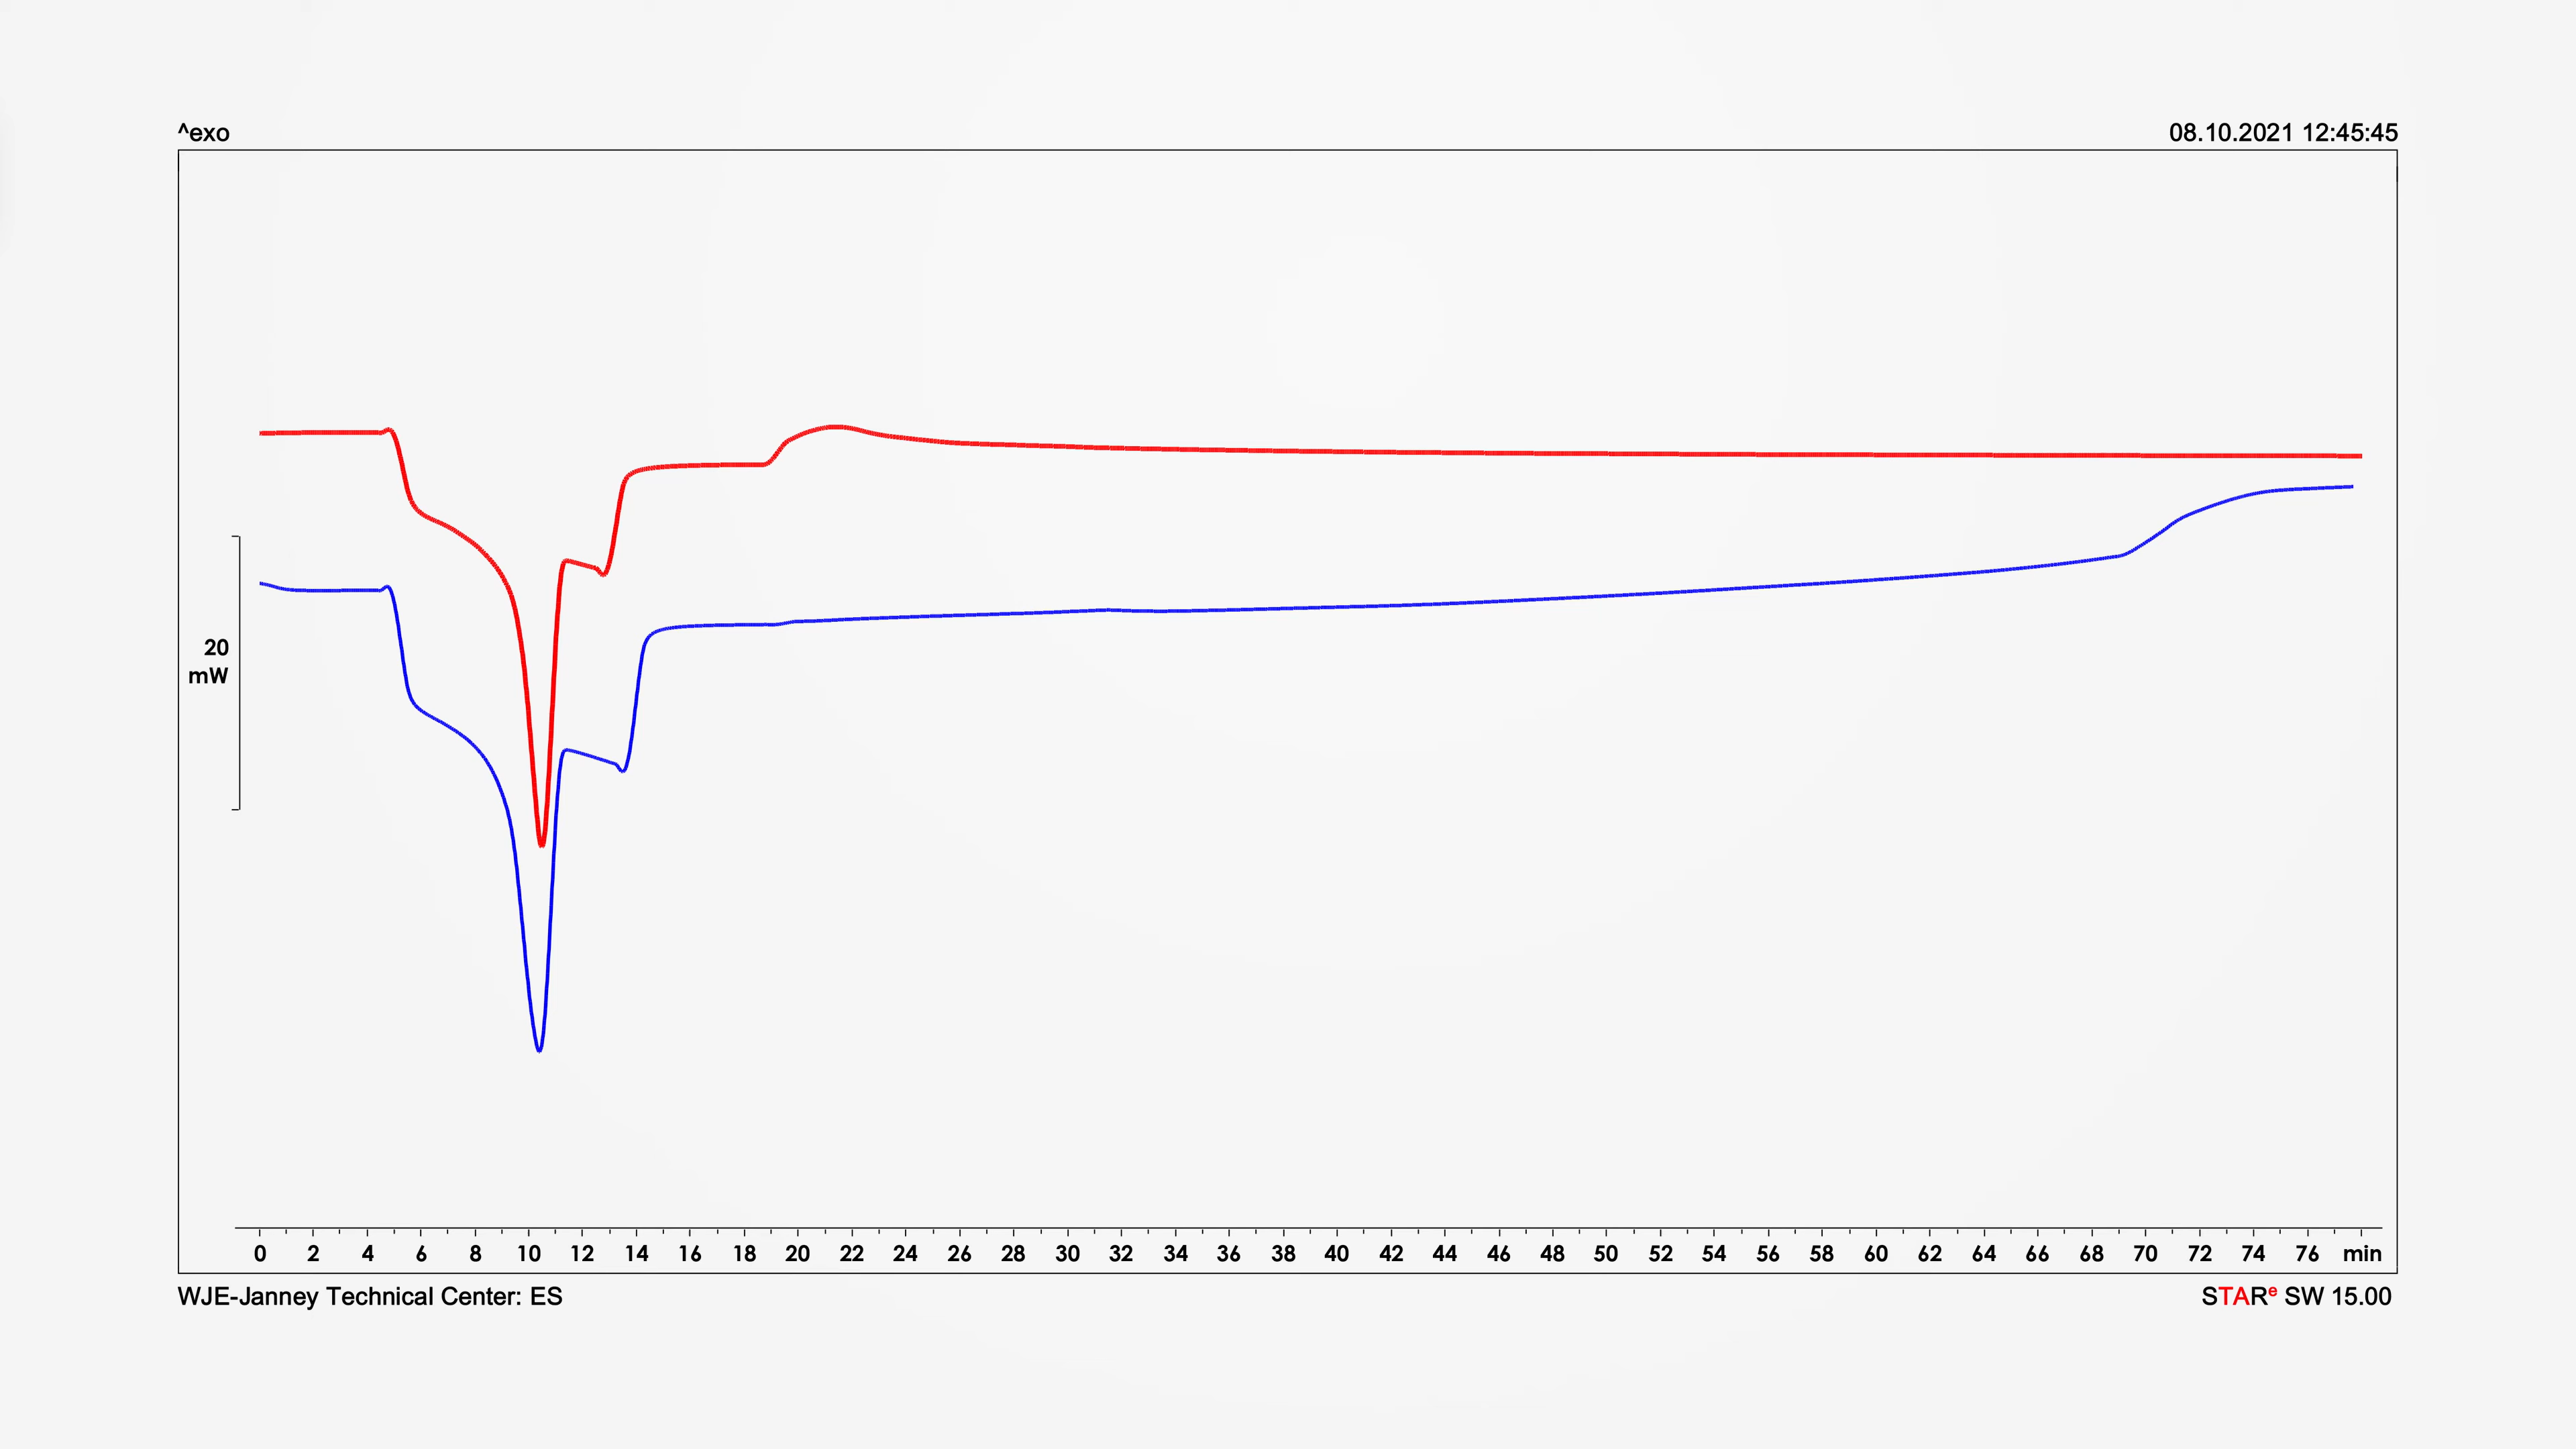 ^exo
08.10.2021 12:45:45
20
mW
0 2 4 6 8 10 12 14 16 18 20 22 24 26 28 30 32 34 36 38 40 42 44 46 48 50 52 54 56 58 60 62 64 66 68 70 72 74 76 min
WJE-Janney Technical Center: ES
STARe SW 15.00